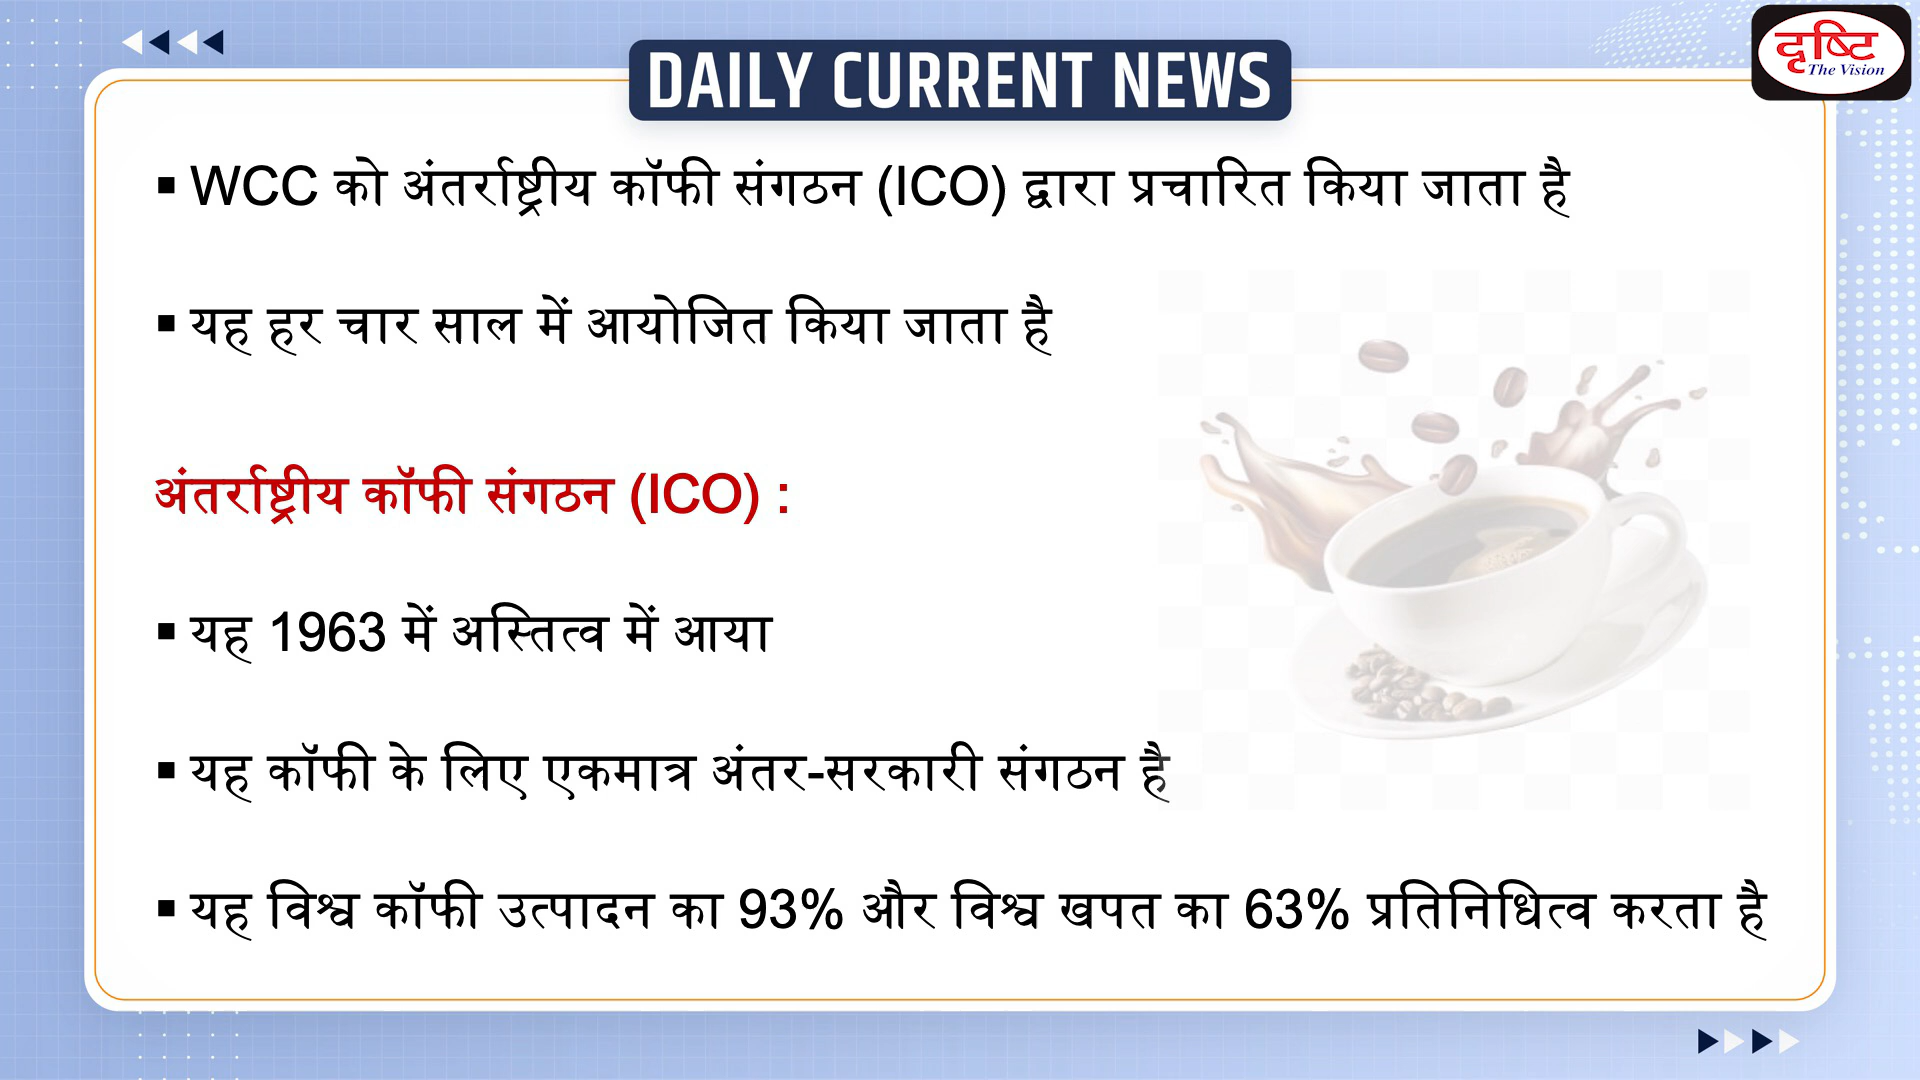 DAILY CURRENT NEWS
दृष्टि
The Vision
▪ WCC को अंतर्राष्ट्रीय कॉफी संगठन (ICO) द्वारा प्रचारित किया जाता है
▪ यह हर चार साल में आयोजित किया जाता है
अंतर्राष्ट्रीय कॉफी संगठन (ICO) :
▪ यह 1963 में अस्तित्व में आया
▪ यह कॉफी के लिए एकमात्र अंतर-सरकारी संगठन है
▪ यह विश्व कॉफी उत्पादन का 93% और विश्व खपत का 63% प्रतिनिधित्व करता है